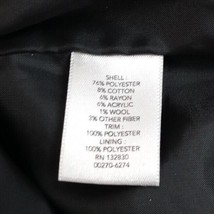 SHELL :
76% POLYESTER
8% COTTON
6% RAYON
6% ACRYLIC
1% WOOL
3% OTHER FIBER
TRIM :
100% POLYESTER
LINING :
100% POLYESTER
RN 132830
00270-6274